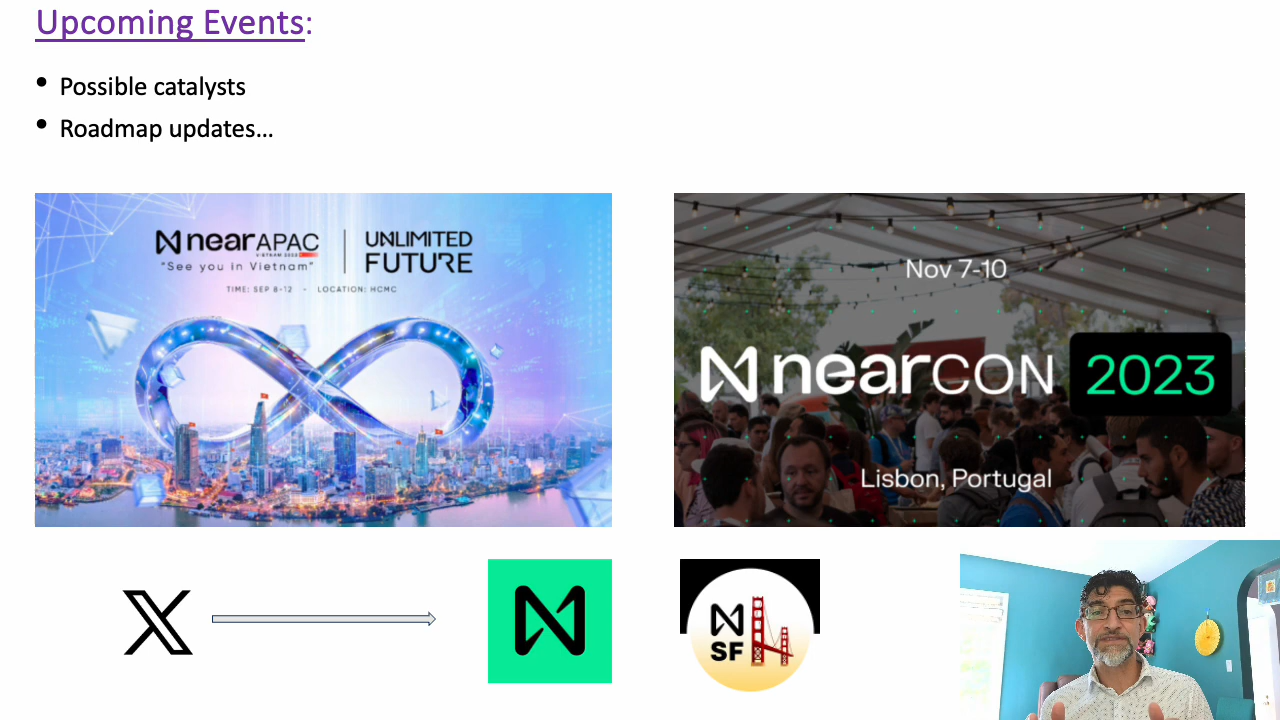 Upcoming Events:
• Possible catalysts
• Roadmap updates...
near APAC
VIETNAM 2023
"See you in Vietnam"
UNLIMITED
FUTURE
TIME: SEP 8-12 - LOCATION: HCMC
Nov 7-10
nearCON 2023
Lisbon, Portugal
SF